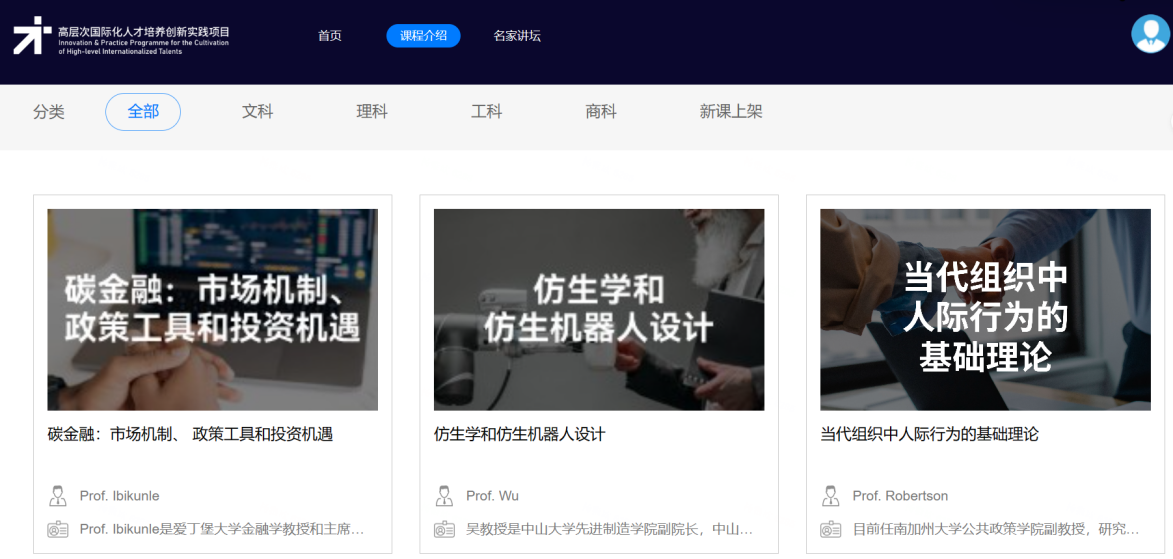 高层次国际化人才培养创新实践项目
Innovation & Practice Programme for the Cultivation
of High-level Internationalized Talents
首页
课程介绍
名家讲坛
分类
全部
文科
理科
工科
商科
新课上架
碳金融：市场机制、
政策工具和投资机遇
仿生学和
仿生机器人设计
当代组织中
人际行为的
基础理论
碳金融：市场机制、 政策工具和投资机遇
仿生学和仿生机器人设计
当代组织中人际行为的基础理论
Prof. Ibikunle
Prof. Wu
Prof. Robertson
Prof. Ibikunle是爱丁堡大学金融学教授和主席...
吴教授是中山大学先进制造学院副院长，中山...
目前任南加州大学公共政策学院副教授，研究...